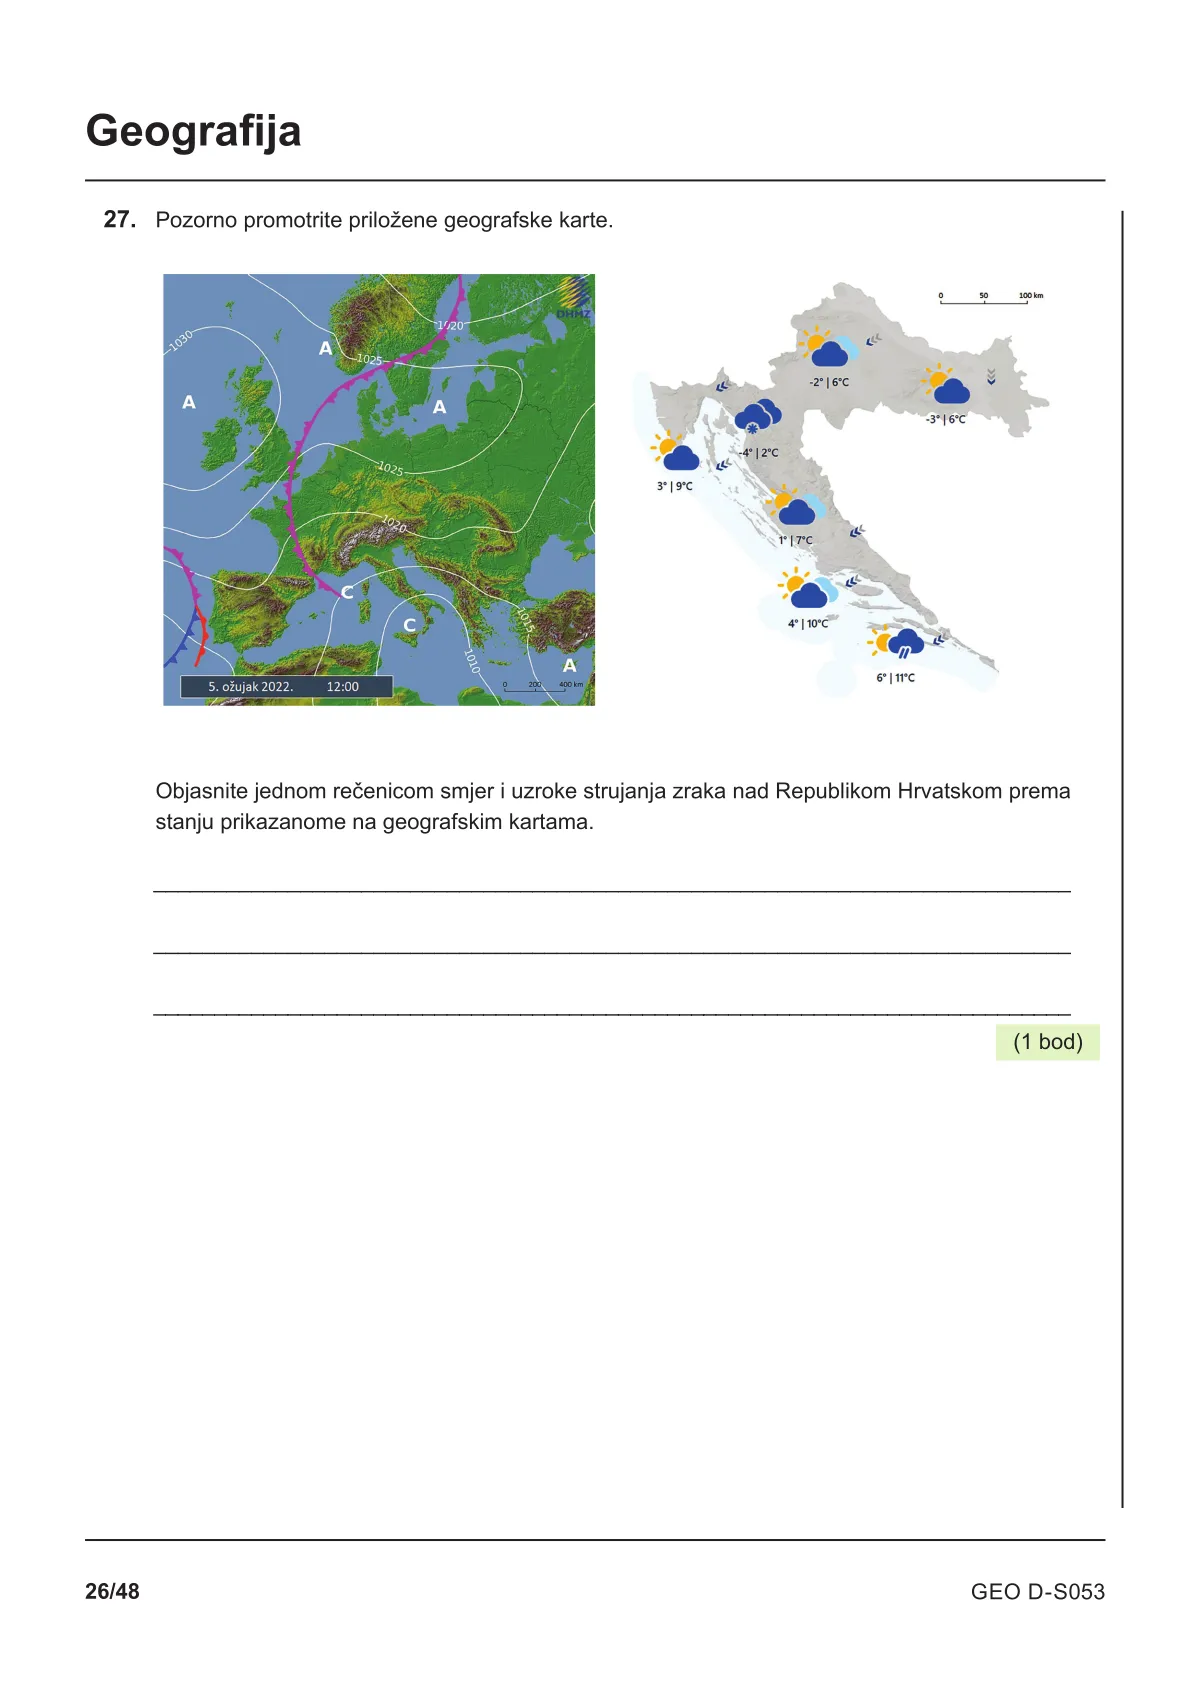 Geografija
27. Pozorno promotrite priložene geografske karte.
DHMZ
1020
1030
A
1025
A
A
1025
1020
C
C
1015
1010
A
0 200 400 km
5. ožujak 2022. 12:00
0 50 100 km
-2° | 6°C
-3° | 6°C
-4° | 2°C
3° | 9°C
1° | 7°C
4° | 10°C
6° | 11°C
Objasnite jednom rečenicom smjer i uzroke strujanja zraka nad Republikom Hrvatskom prema
stanju prikazanome na geografskim kartama.
(1 bod)
26/48
GEO D-S053